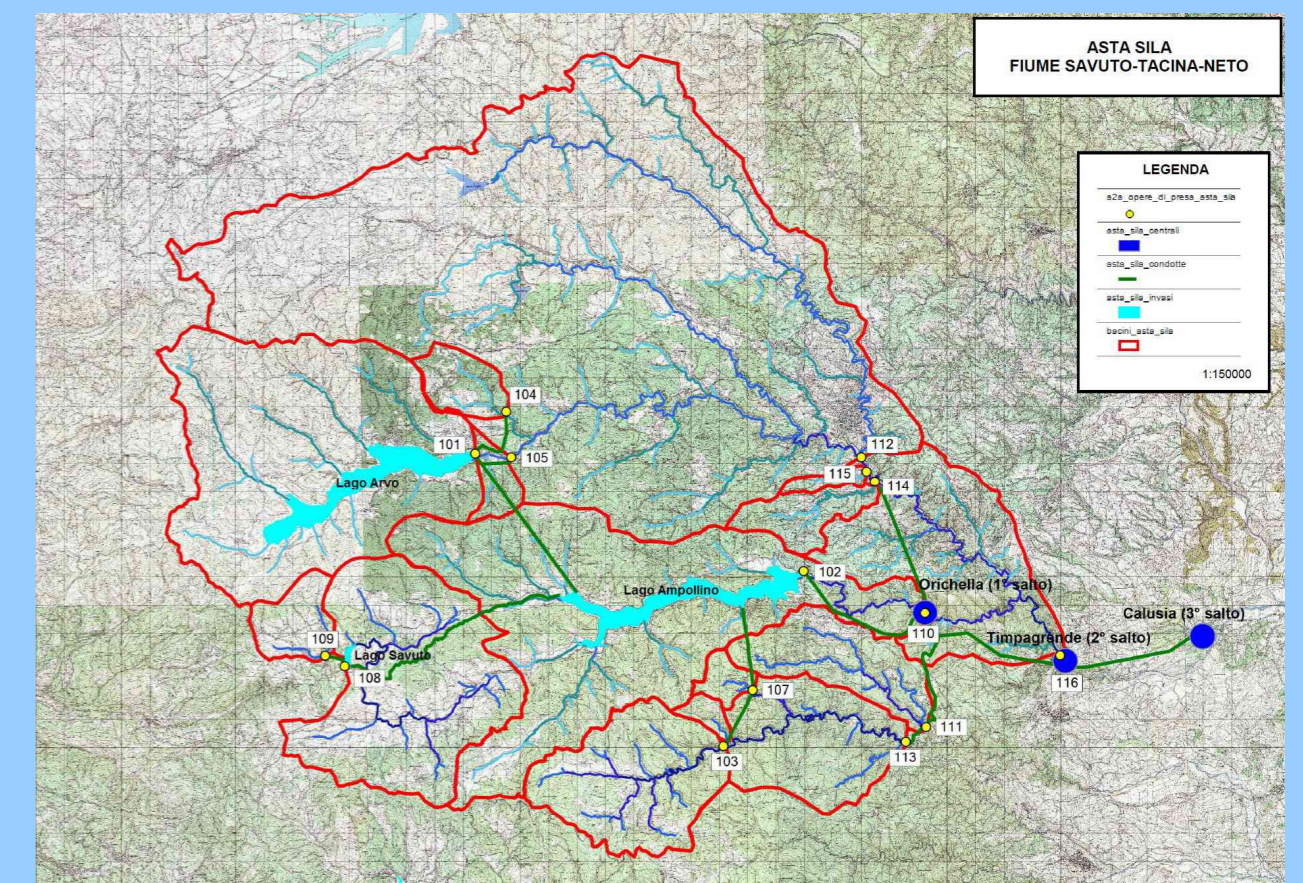 ASTA SILA
FIUME SAVUTO-TACINA-NETO
LEGENDA
a2a_opere_di_presa_asta_sila
asta_sila_centrali
asta_sila_condotte
asta_sila_invasi
bacini_asta_sila
1:150000
104
101
105
112
115
114
Lago Arvo
102
Lago Ampollino
Orichella (1° salto)
Calusia (3° salto)
110
Timpagrande (2° salto)
109
Lago Savuto
108
116
107
111
113
103